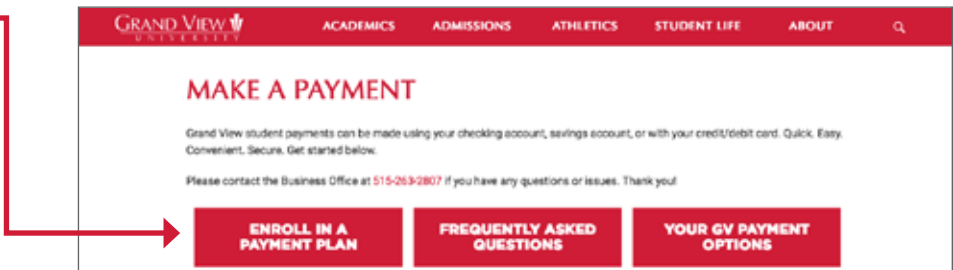 GRAND VIEW
UNIVERSITY
ACADEMICS ADMISSIONS ATHLETICS STUDENT LIFE ABOUT
MAKE A PAYMENT
Grand View student payments can be made using your checking account, savings account, or with your credit/debit card. Quick. Easy.
Convenient. Secure. Get started below.
Please contact the Business Office at 515-263-2807 if you have any questions or issues. Thank you!
ENROLL IN A
PAYMENT PLAN
FREQUENTLY ASKED
QUESTIONS
YOUR GV PAYMENT
OPTIONS